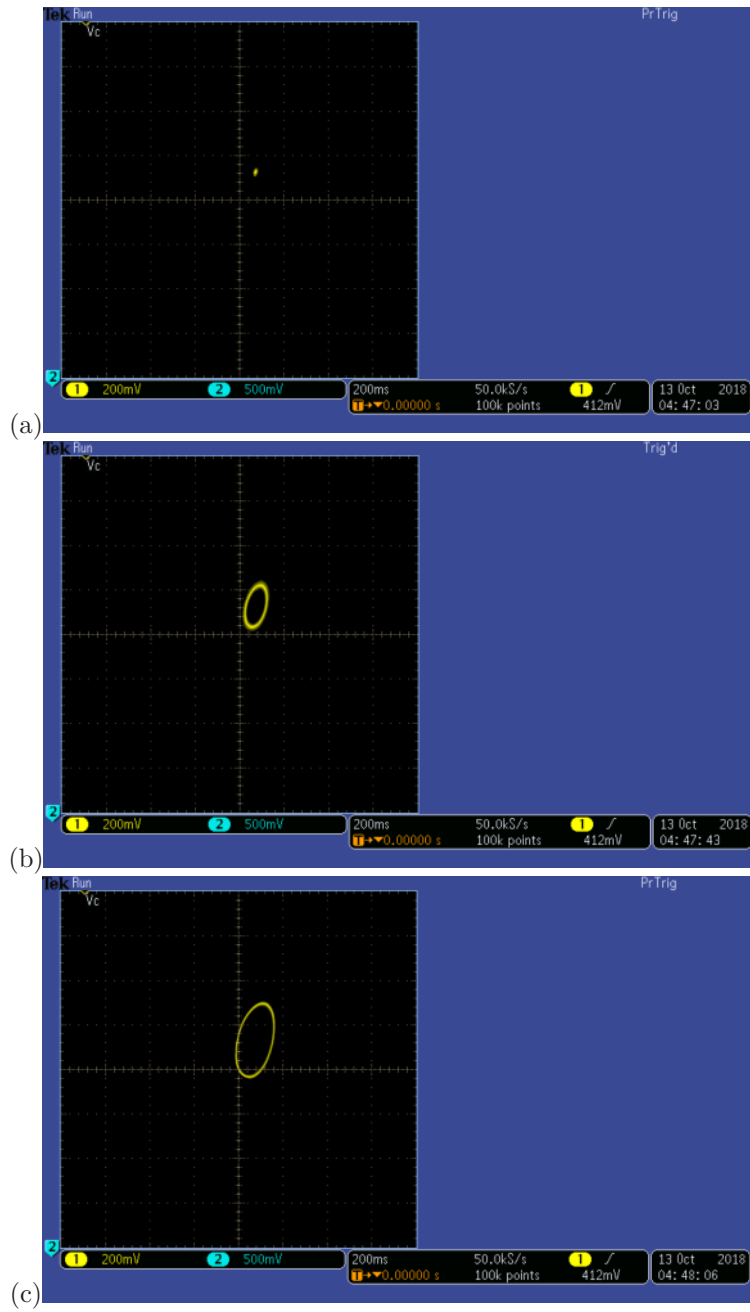 Tek Run PrTrig
Vc
2
1 200mV 2 500mV 200ms 50.0kS/s 1 13 Oct 2018
T→▼0.00000 s 100k points 412mV 04:47:03
(a)
Tek Run Trig'd
Vc
2
1 200mV 2 500mV 200ms 50.0kS/s 1 13 Oct 2018
T→▼0.00000 s 100k points 412mV 04:47:43
(b)
Tek Run PrTrig
Vc
2
1 200mV 2 500mV 200ms 50.0kS/s 1 13 Oct 2018
T→▼0.00000 s 100k points 412mV 04:48:06
(c)